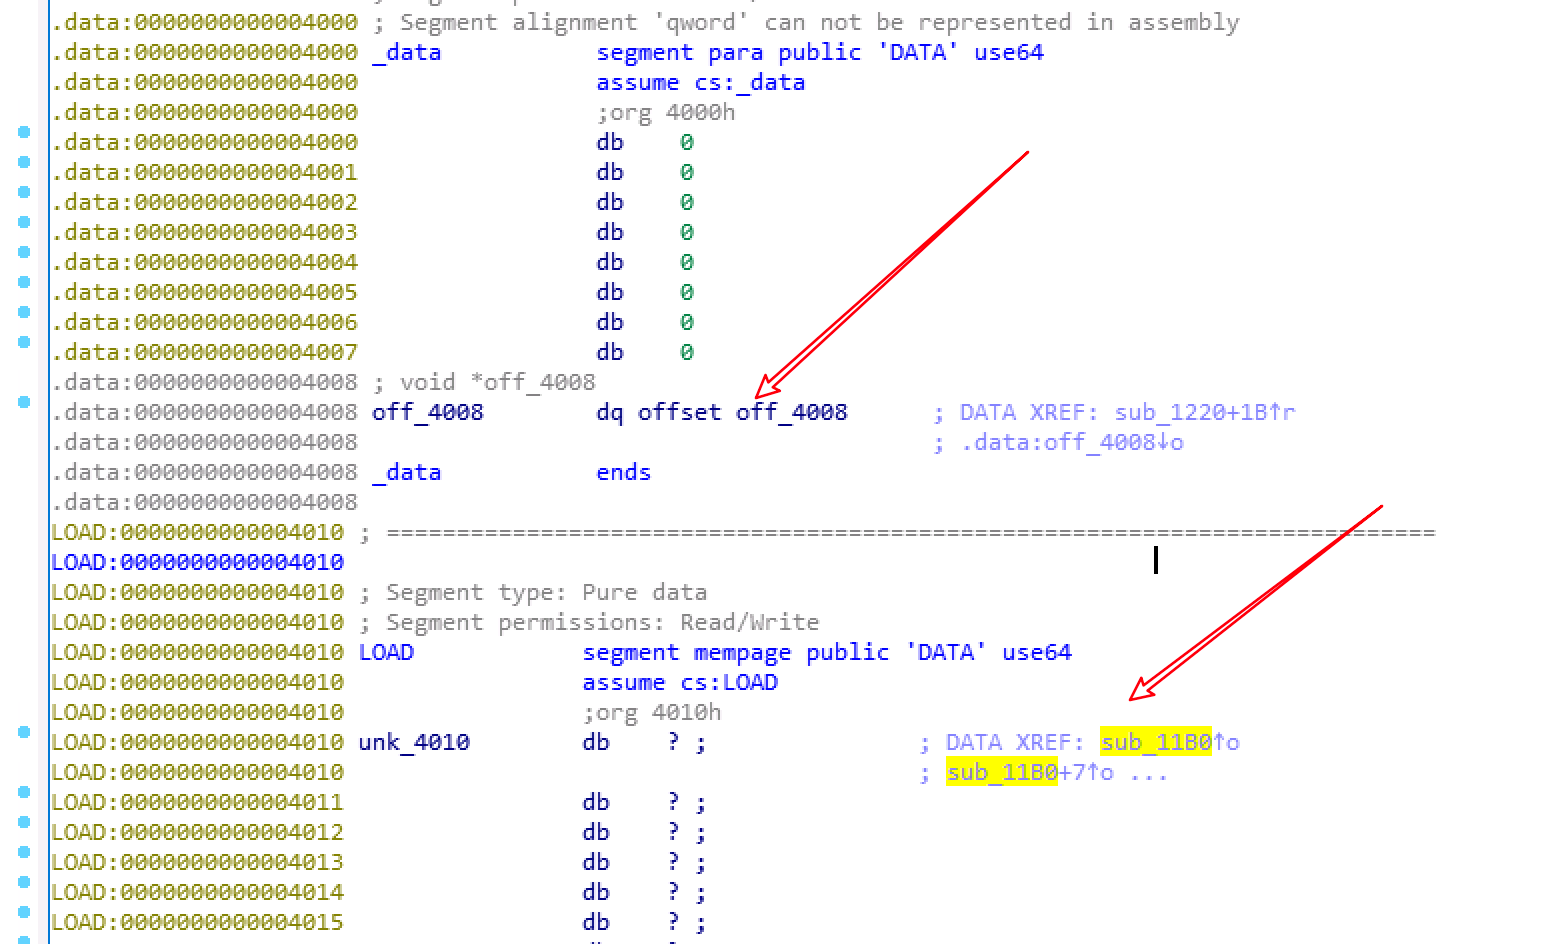 .data:0000000000004000 ; Segment alignment 'qword' can not be represented in assembly
.data:0000000000004000 _data segment para public 'DATA' use64
.data:0000000000004000 assume cs:_data
.data:0000000000004000 ;org 4000h
.data:0000000000004000 db 0
.data:0000000000004001 db 0
.data:0000000000004002 db 0
.data:0000000000004003 db 0
.data:0000000000004004 db 0
.data:0000000000004005 db 0
.data:0000000000004006 db 0
.data:0000000000004007 db 0
.data:0000000000004008 ; void *off_4008
.data:0000000000004008 off_4008 dq offset off_4008 ; DATA XREF: sub_1220+1B↑r
.data:0000000000004008 ; .data:off_4008↓o
.data:0000000000004008 _data ends
.data:0000000000004008
LOAD:0000000000004010 ; ===========================================================================
LOAD:0000000000004010
LOAD:0000000000004010 ; Segment type: Pure data
LOAD:0000000000004010 ; Segment permissions: Read/Write
LOAD:0000000000004010 LOAD segment mempage public 'DATA' use64
LOAD:0000000000004010 assume cs:LOAD
LOAD:0000000000004010 ;org 4010h
LOAD:0000000000004010 unk_4010 db ? ; ; DATA XREF: sub_11B0↑o
LOAD:0000000000004010 ; sub_11B0+7↑o ...
LOAD:0000000000004011 db ? ;
LOAD:0000000000004012 db ? ;
LOAD:0000000000004013 db ? ;
LOAD:0000000000004014 db ? ;
LOAD:0000000000004015 db ? ;